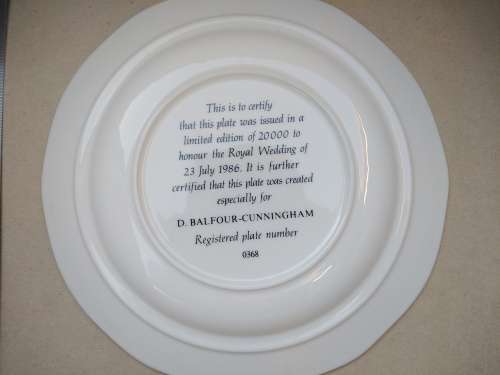 This is to certify
that this plate was issued in a
limited edition of 20000 to
honour the Royal Wedding of
23 July 1986. It is further
certified that this plate was created
especially for
D. BALFOUR-CUNNINGHAM
Registered plate number
0368